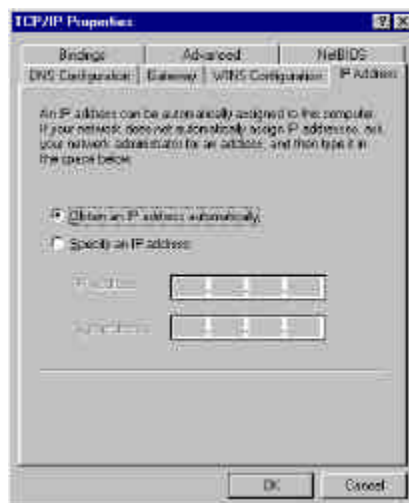 TCP/IP Properties
Bindings Advanced NetBIOS
DNS Configuration Gateway WINS Configuration IP Address
An IP address can be automatically assigned to this computer.
If your network does not automatically assign IP addresses, ask
your network administrator for an address, and then type it in
the space below.
Obtain an IP address automatically
Specify an IP address:
IP Address:
Subnet Mask:
OK Cancel